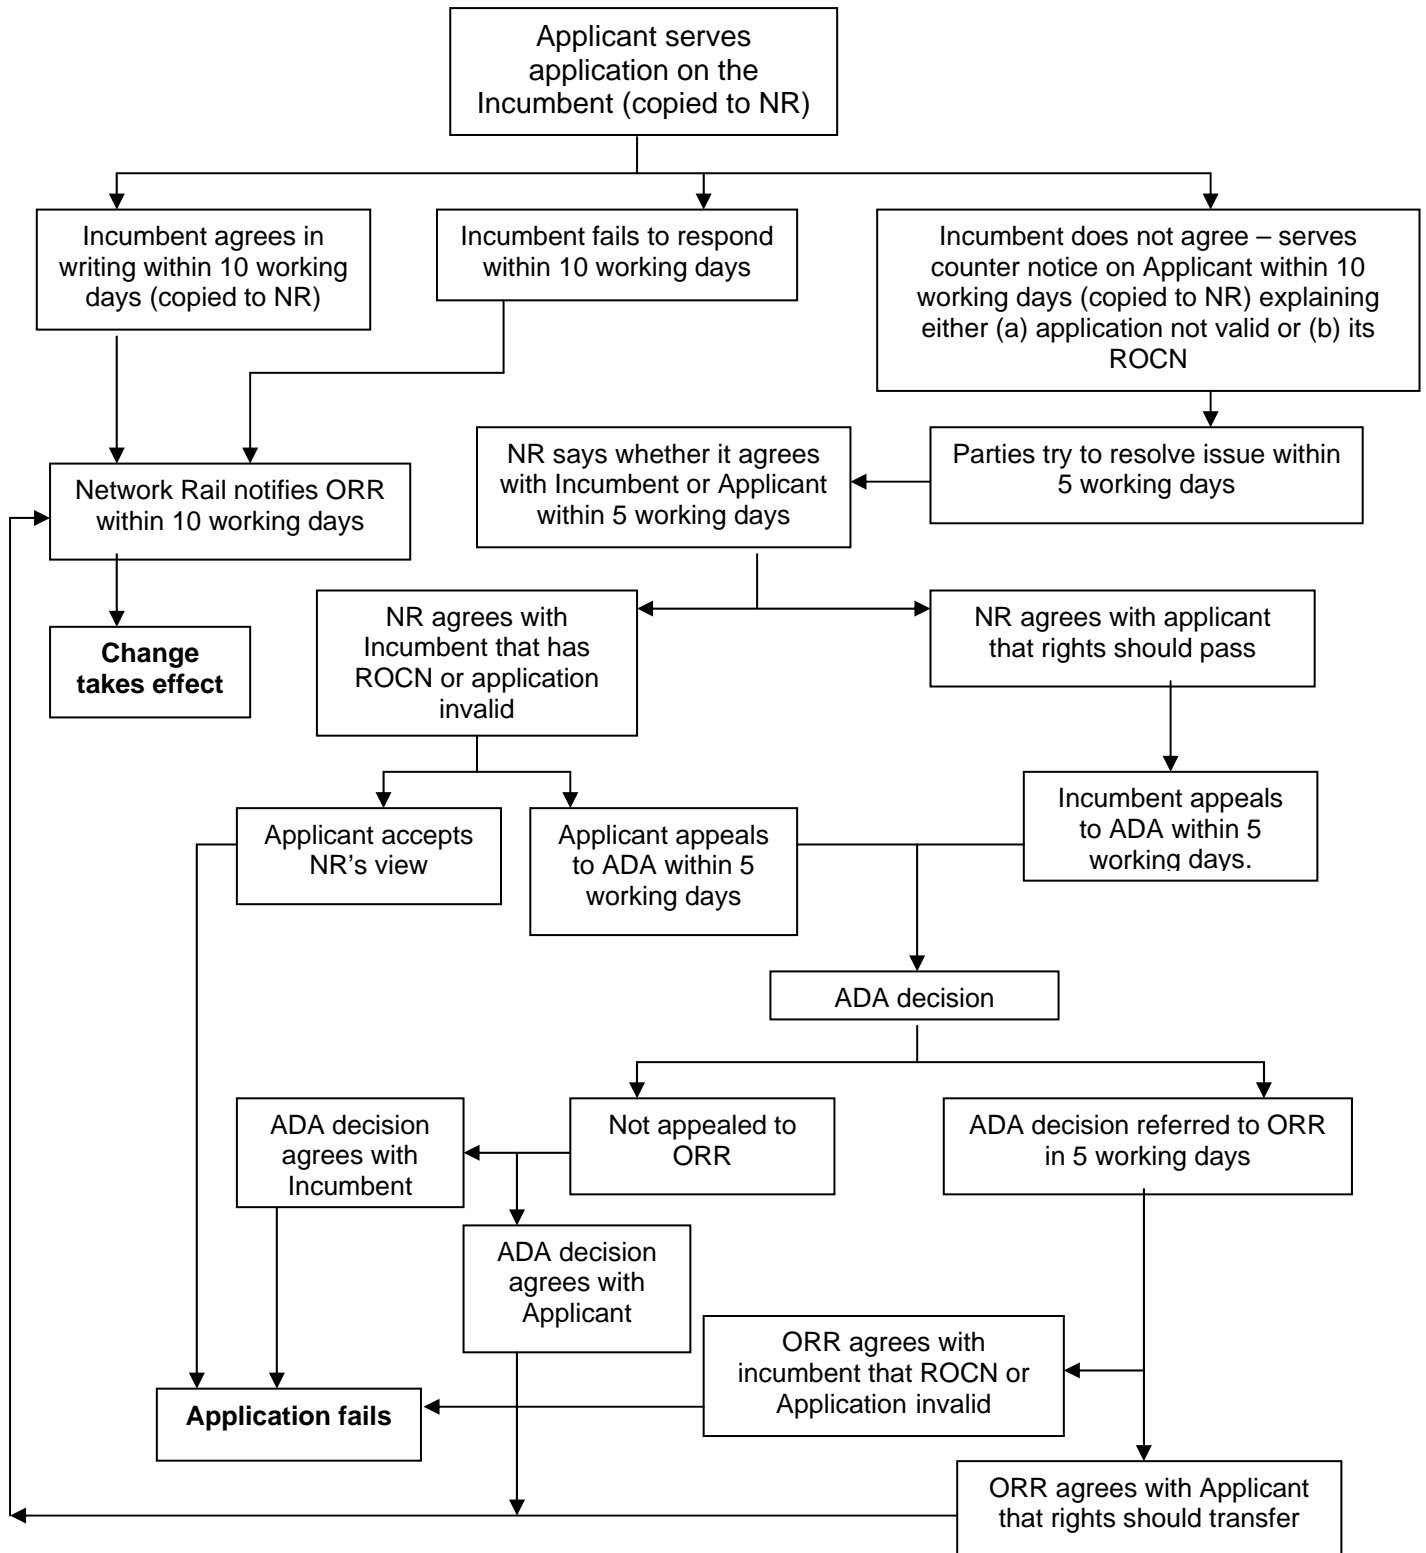 Applicant serves
application on the
Incumbent (copied to NR)
Incumbent agrees in
writing within 10 working
days (copied to NR)
Incumbent fails to respond
within 10 working days
Incumbent does not agree – serves
counter notice on Applicant within 10
working days (copied to NR) explaining
either (a) application not valid or (b) its
ROCN
NR says whether it agrees
with Incumbent or Applicant
within 5 working days
Parties try to resolve issue within
5 working days
Network Rail notifies ORR
within 10 working days
NR agrees with
Incumbent that has
ROCN or application
invalid
NR agrees with applicant
that rights should pass
Change
takes effect
Applicant accepts
NR's view
Applicant appeals
to ADA within 5
working days
Incumbent appeals
to ADA within 5
working days.
ADA decision
ADA decision
agrees with
Incumbent
Not appealed to
ORR
ADA decision referred to ORR
in 5 working days
ADA decision
agrees with
Applicant
ORR agrees with
incumbent that ROCN or
Application invalid
Application fails
ORR agrees with Applicant
that rights should transfer